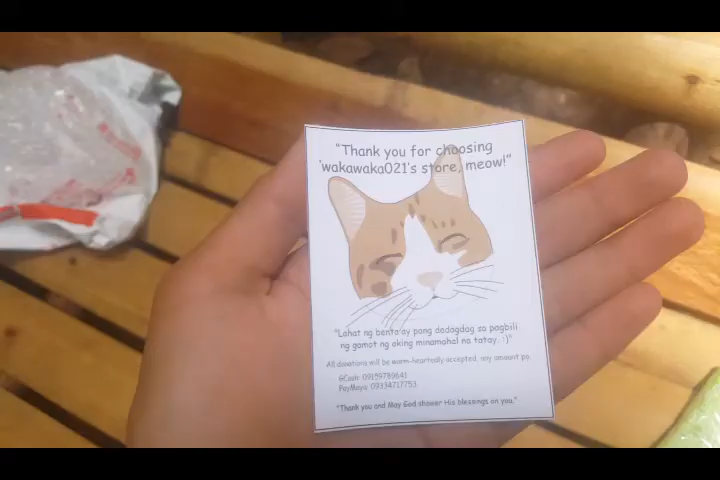 "Thank you for choosing
'wakawaka021's store, meow!"
"Lahat ng benta ay pang dadagdag sa pagbili
ng gamot ng aking minamahal na tatay. :)"
All donations will be warm-heartedly accepted, any amount po.
GCash: 09159789641
PayMaya: 09334717753
"Thank you and May God shower His blessings on you."